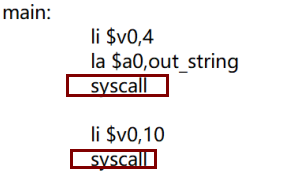 main:
li $v0,4
la $a0,out_string
syscall
li $v0,10
syscall